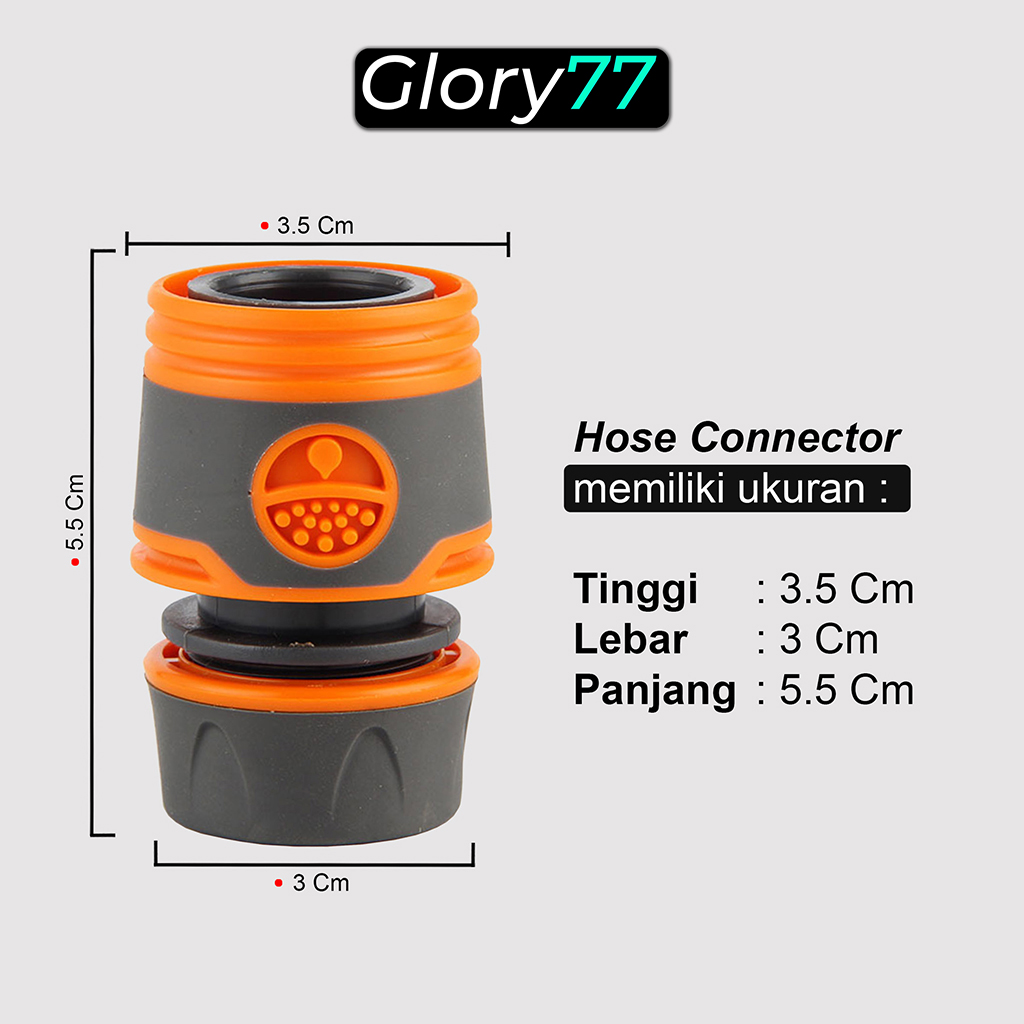 Glory77
• 3.5 Cm
• 5.5 Cm
Hose Connector
memiliki ukuran :
Tinggi : 3.5 Cm
Lebar : 3 Cm
Panjang : 5.5 Cm
• 3 Cm